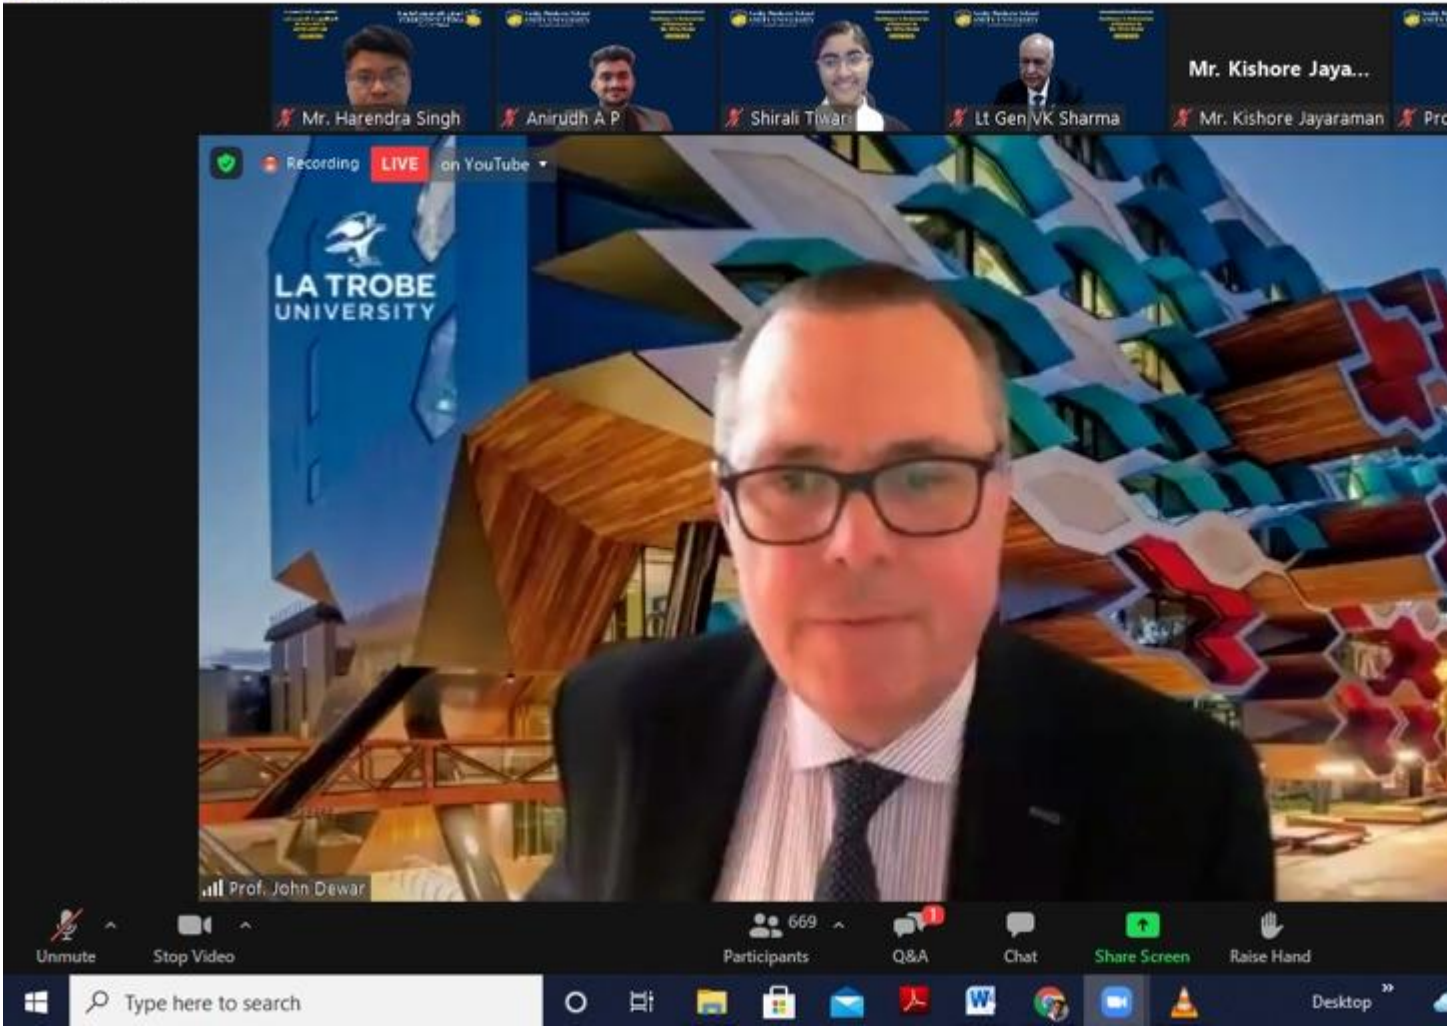 Mr. Harendra Singh
Anirudh A P
Shirali Tiwari
Lt Gen VK Sharma
Mr. Kishore Jaya...
Mr. Kishore Jayaraman
Pro
Recording
LIVE
on YouTube
LA TROBE
UNIVERSITY
Prof. John Dewar
Unmute
Stop Video
669
Participants
1
Q&A
Chat
Share Screen
Raise Hand
Type here to search
Desktop